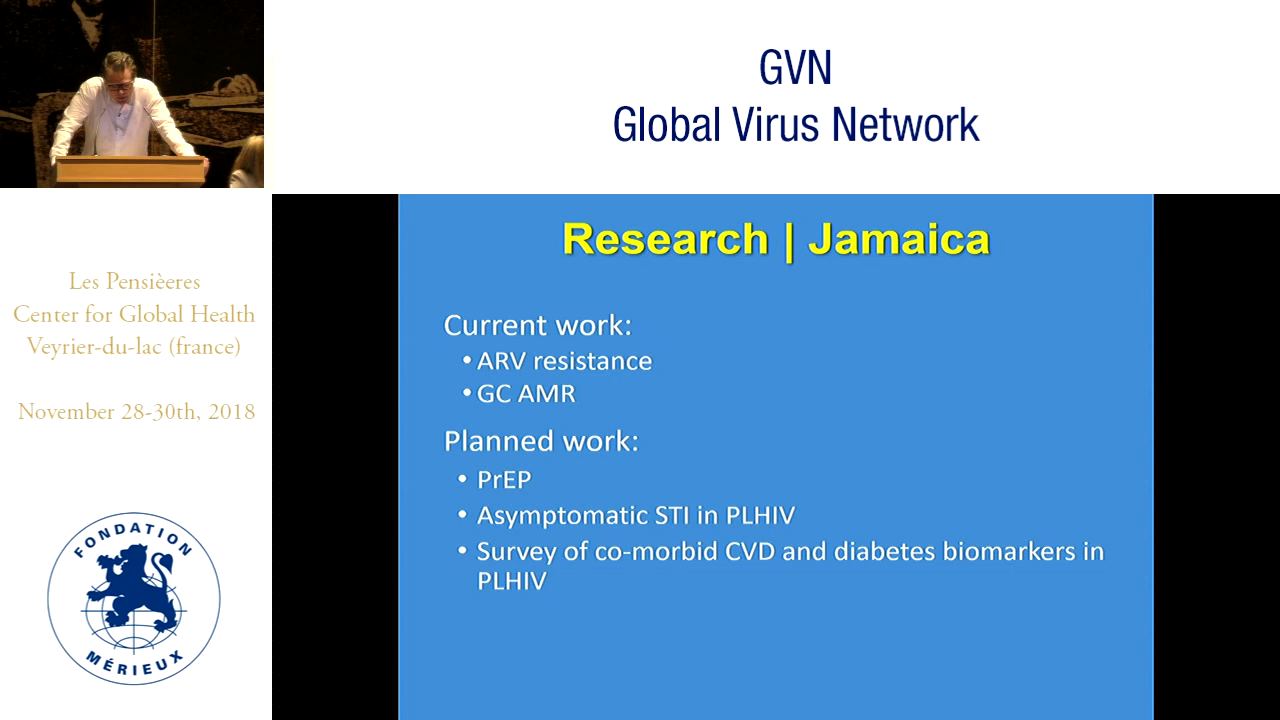 GVN
Global Virus Network
Les Pensièeres
Center for Global Health
Veyrier-du-lac (france)
November 28-30th, 2018
FONDATION
MÉRIEUX
Research | Jamaica
Current work:
• ARV resistance
• GC AMR
Planned work:
• PrEP
• Asymptomatic STI in PLHIV
• Survey of co-morbid CVD and diabetes biomarkers in
PLHIV